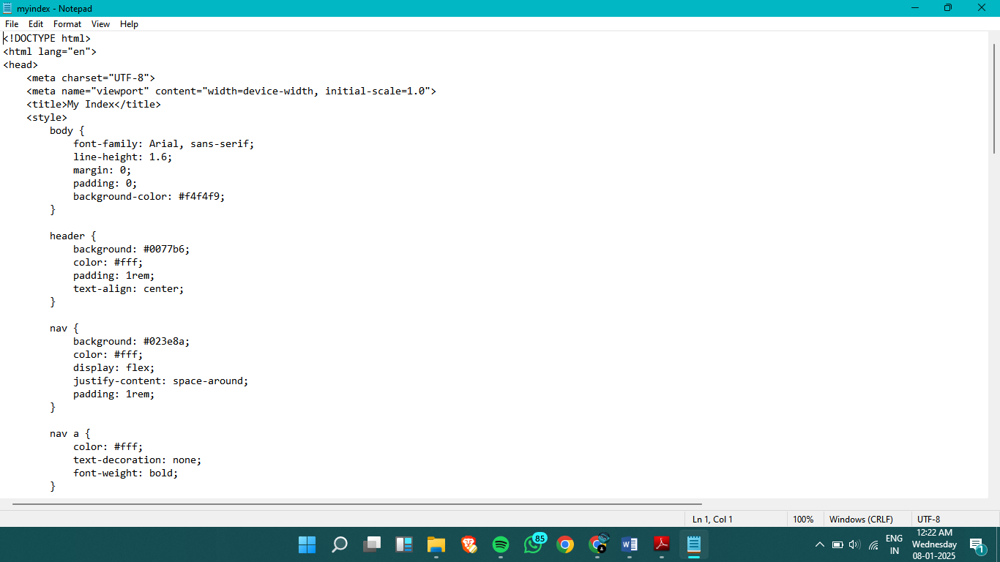 myindex - Notepad
File Edit Format View Help
<!DOCTYPE html>
<html lang="en">
<head>
    <meta charset="UTF-8">
    <meta name="viewport" content="width=device-width, initial-scale=1.0">
    <title>My Index</title>
    <style>
        body {
            font-family: Arial, sans-serif;
            line-height: 1.6;
            margin: 0;
            padding: 0;
            background-color: #f4f4f9;
        }

        header {
            background: #0077b6;
            color: #fff;
            padding: 1rem;
            text-align: center;
        }

        nav {
            background: #023e8a;
            color: #fff;
            display: flex;
            justify-content: space-around;
            padding: 1rem;
        }

        nav a {
            color: #fff;
            text-decoration: none;
            font-weight: bold;
        }
Ln 1, Col 1 100% Windows (CRLF) UTF-8
85
ENG
IN
12:22 AM
Wednesday
08-01-2025
1